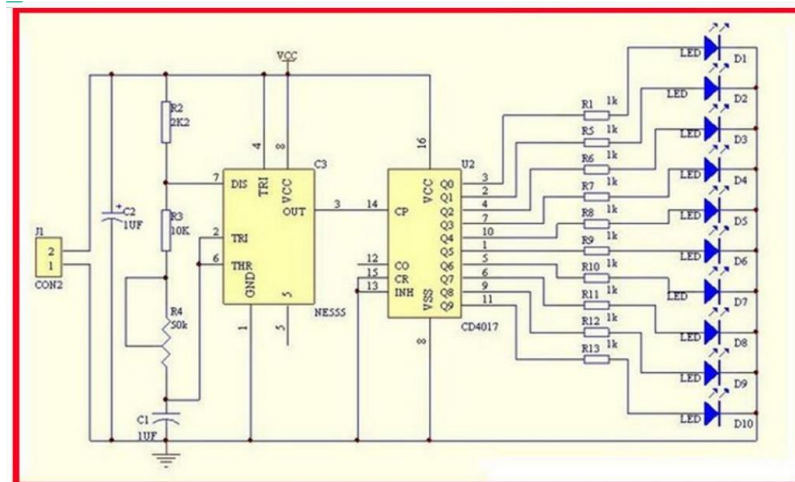 VCC
R2
2K2
C2
1UF
R3
10K
J1
2
1
CON2
R4
50k
C1
1UF
4
8
C3
7
DIS
TRI
VCC
OUT
3
2
TRI
6
THR
GND
5
NE555
1
5
16
U2
VCC
14
CP
12
CO
15
CR
13
INH
VSS
8
CD4017
Q0
3
Q1
2
Q2
4
Q3
7
Q4
10
Q5
1
Q6
5
Q7
6
Q8
9
Q9
11
R1
1k
R5
1k
R6
1k
R7
1k
R8
1k
R9
1k
R10
1k
R11
1k
R12
1k
R13
1k
LED
D1
LED
D2
LED
D3
LED
D4
LED
D5
LED
D6
LED
D7
LED
D8
LED
D9
LED
D10